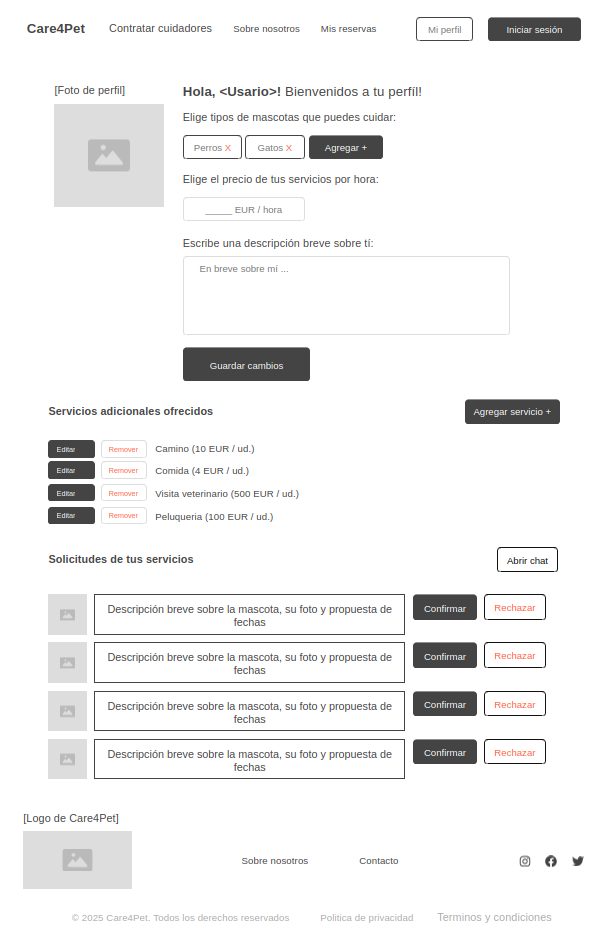 Care4Pet Contratar cuidadores Sobre nosotros Mis reservas Mi perfil Iniciar sesión
[Foto de perfil]
Hola, <Usario>! Bienvenidos a tu perfíl!
Elige tipos de mascotas que puedes cuidar:
Perros X Gatos X Agregar +
Elige el precio de tus servicios por hora:
_____ EUR / hora
Escribe una descripción breve sobre tí:
En breve sobre mí ...
Guardar cambios
Servicios adicionales ofrecidos Agregar servicio +
Editar Remover Camino (10 EUR / ud.)
Editar Remover Comida (4 EUR / ud.)
Editar Remover Visita veterinario (500 EUR / ud.)
Editar Remover Peluqueria (100 EUR / ud.)
Solicitudes de tus servicios Abrir chat
Descripción breve sobre la mascota, su foto y propuesta de
fechas
Confirmar Rechazar
Descripción breve sobre la mascota, su foto y propuesta de
fechas
Confirmar Rechazar
Descripción breve sobre la mascota, su foto y propuesta de
fechas
Confirmar Rechazar
Descripción breve sobre la mascota, su foto y propuesta de
fechas
Confirmar Rechazar
[Logo de Care4Pet]
Sobre nosotros Contacto
© 2025 Care4Pet. Todos los derechos reservados Politica de privacidad Terminos y condiciones